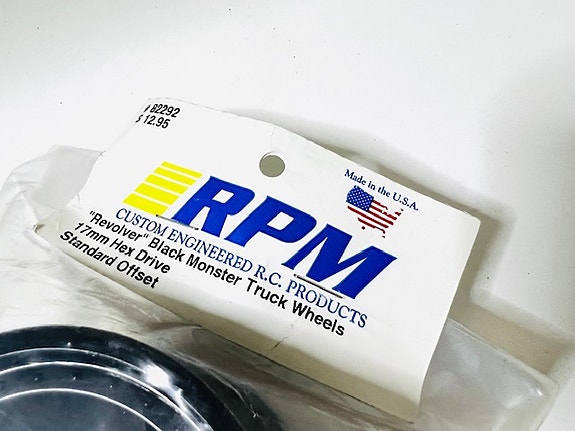 # 82292
$ 12.95
Made in the U.S.A.
RPM
CUSTOM ENGINEERED R.C. PRODUCTS
"Revolver" Black Monster Truck Wheels
17mm Hex Drive
Standard Offset